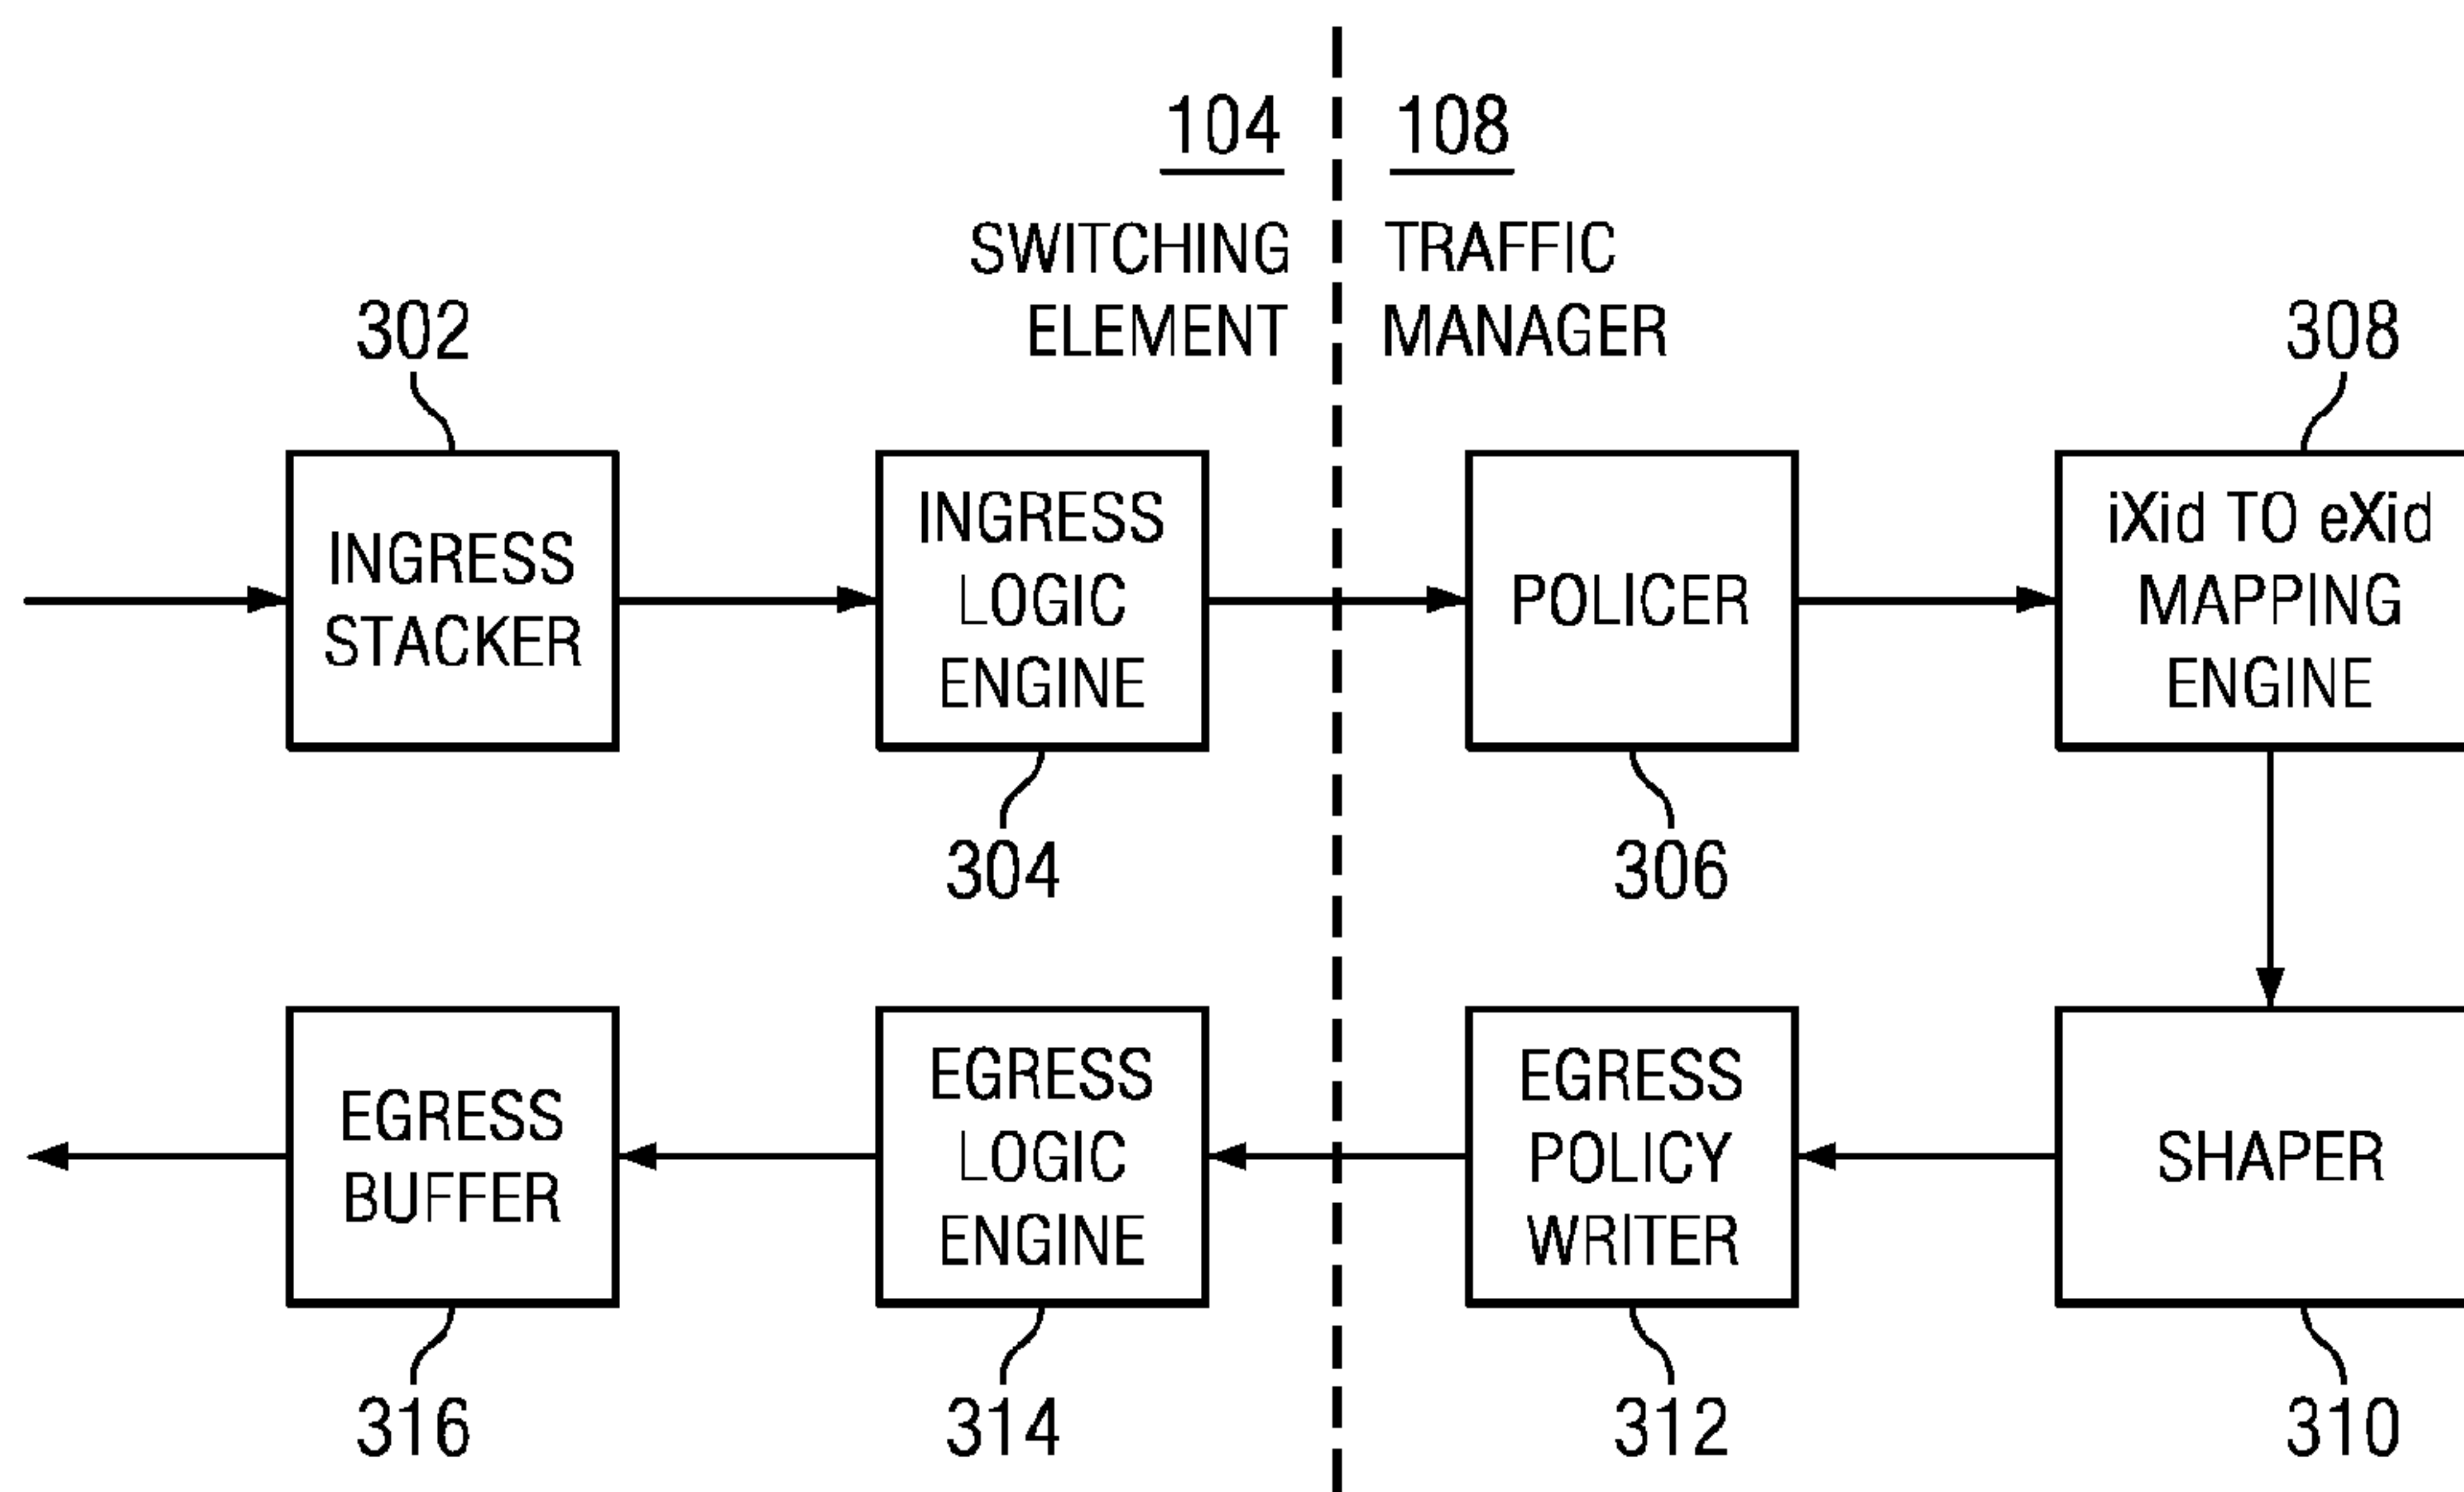 104
108
SWITCHING
ELEMENT
TRAFFIC
MANAGER
302
308
INGRESS
STACKER
INGRESS
LOGIC
ENGINE
POLICER
iXid TO eXid
MAPPING
ENGINE
304
306
EGRESS
BUFFER
EGRESS
LOGIC
ENGINE
EGRESS
POLICY
WRITER
SHAPER
316
314
312
310